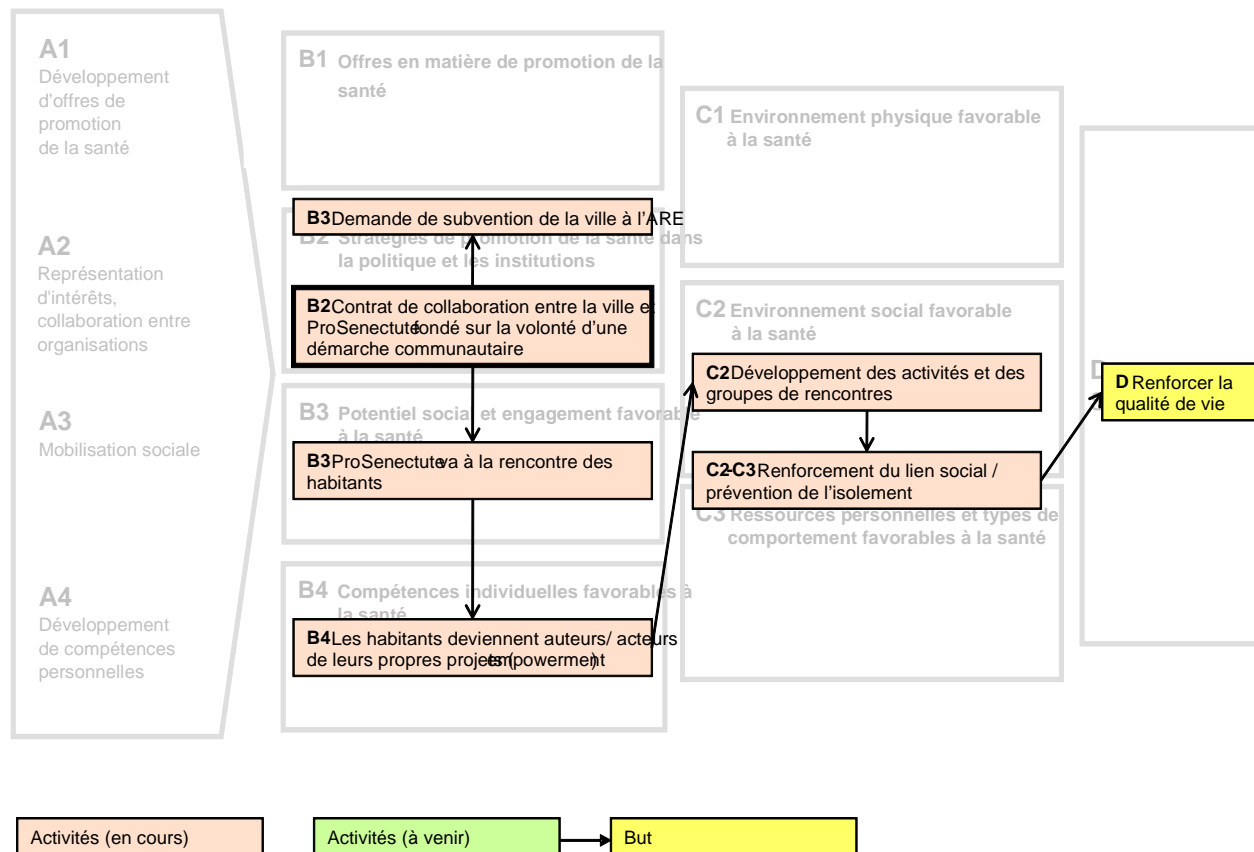 A1
Développement
d'offres de
promotion
de la santé
A2
Représentation
d'intérêts,
collaboration entre
organisations
A3
Mobilisation sociale
A4
Développement
de compétences
personnelles
B1 Offres en matière de promotion de la
santé
B3 Demande de subvention de la ville à l'ARE
B2 Stratégies de promotion de la santé dans
la politique et les institutions
B2 Contrat de collaboration entre la ville et
ProSenectute fondé sur la volonté d'une
démarche communautaire
B3 Potentiel social et engagement favorable
à la santé
B3 ProSenectute va à la rencontre des
habitants
B4 Compétences individuelles favorables à
la santé
B4 Les habitants deviennent auteurs/ acteurs
de leurs propres projets (empowerment)
C1 Environnement physique favorable
à la santé
C2 Environnement social favorable
à la santé
C2 Développement des activités et des
groupes de rencontres
C2-C3 Renforcement du lien social /
prévention de l'isolement
C3 Ressources personnelles et types de
comportement favorables à la santé
D
D Renforcer la
qualité de vie
Activités (en cours)
Activités (à venir)
But